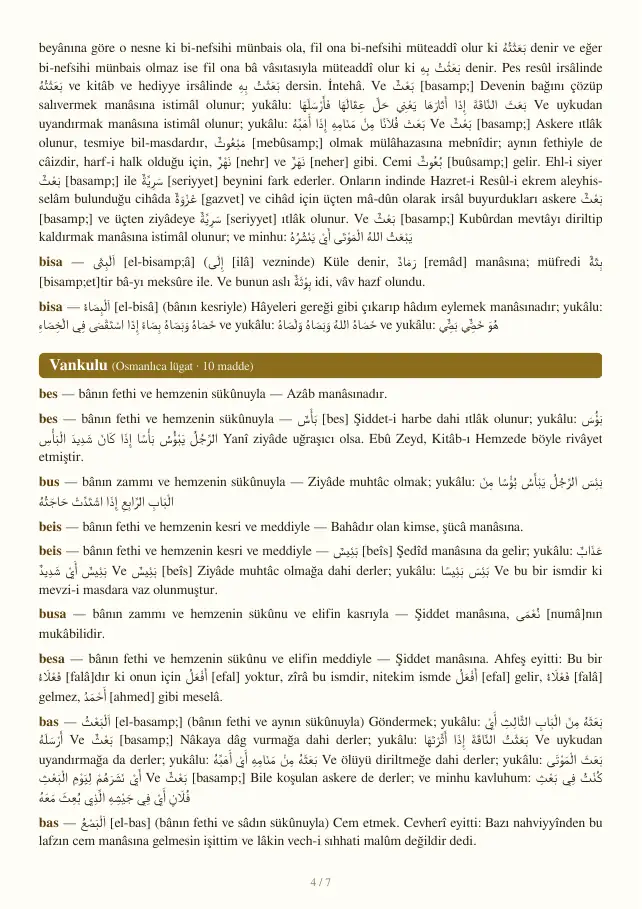 beyânına göre o nesne ki bi-nefsihi münbais ola, fiil ona bi-nefsihi müteaddî olur ki بَعَثْتُهُ denir ve eğer
bi-nefsihi münbais olmaz ise fiil ona bâ vâsıtasıyla müteaddî olur ki بَعَثْتُ بِهِ denir. Pes resûl irsâlinde
بَعَثْتُهُ ve kitâb ve hediyye irsâlinde بَعَثْتُ بِهِ dersin. İntehâ. Ve بَعْثٌ [basamp;] Devenin bağını çözüp
salıvermek manâsına istimâl olunur; yukâlu: بَعَثَ النَّاقَةَ إِذَا أَثَارَهَا يَعْنِي حَلَّ عِقَالَهَا فَأَرْسَلَهَا Ve uykudan
uyandırmak manâsına istimâl olunur; yukâlu: بَعَثَ فُلَانًا مِنْ مَنَامِهِ إِذَا أَهَبَّهُ Ve بَعْثٌ [basamp;] Askere ıtlâk
olunur, tesmiye bil-masdardır, مَبْعُوثٌ [mebûsamp;] olmak mülâhazasına mebnîdir; aynın fethiyle de
câizdir, harf-i halk olduğu için, نَهْرٌ [nehr] ve نَهَرٌ [neher] gibi. Cemi بُعُوثٌ [buûsamp;] gelir. Ehl-i siyer
بَعْثٌ [basamp;] ile سَرِيَّةٌ [seriyyet] beynini fark ederler. Onların indinde Hazret-i Resûl-i ekrem aleyhis-
selâm bulunduğu cihâda غَزْوَةٌ [gazvet] ve cihâd için üçten mâ-dûn olarak irsâl buyurdukları askere بَعْثٌ
[basamp;] ve üçten ziyâdeye سَرِيَّةٌ [seriyyet] ıtlâk olunur. Ve بَعْثٌ [basamp;] Kubûrdan mevtâyı diriltip
kaldırmak manâsına istimâl olunur; ve minhu: يَبْعَثُ اللهُ الْمَوْتَى أَيْ يَنْشُرُهُ
bisa — اَلْبِثَى [el-bisamp;â] (إِلَى [ilâ] vezninde) Küle denir, رَمَادٌ [remâd] manâsına; müfredi بِثَةٌ
[bisamp;et]tir bâ-yı meksûre ile. Ve bunun aslı بِوْثَةٌ idi, vâv hazf olundu.
bisa — اَلْبِصَاءُ [el-bisâ] (bânın kesriyle) Hâyeleri gereği gibi çıkarıp hâdım eylemek manâsınadır; yukâlu:
خَصَاهُ وَبَصَاهُ بِصَاءً إِذَا اسْتَقْصَى فِي الْخِصَاءِ ve yukâlu: خَصَاهُ اللهُ وَبَصَاهُ وَلَصَاهُ ve yukâlu: هُوَ خَصِيٌّ بَصِيٌّ
Vankulu (Osmanlıca lügat · 10 madde)
bes — bânın fethi ve hemzenin sükûnuyla — Azâb manâsınadır.
bes — bânın fethi ve hemzenin sükûnuyla — بَأْسٌ [bes] Şiddet-i harbe dahi ıtlâk olunur; yukâlu: بَؤُسَ
الرَّجُلُ يَبْؤُسُ بَأْسًا إِذَا كَانَ شَدِيدَ الْبَأْسِ Yanî ziyâde uğraşıcı olsa. Ebû Zeyd, Kitâb-ı Hemzede böyle rivâyet
etmiştir.
bus — bânın zammı ve hemzenin sükûnuyla — Ziyâde muhtâc olmak; yukâlu: بَئِسَ الرَّجُلُ يَبْأَسُ بُؤْسًا مِنَ
الْبَابِ الرَّابِعِ إِذَا اشْتَدَّتْ حَاجَتُهُ
beis — bânın fethi ve hemzenin kesri ve meddiyle — Bahâdır olan kimse, şücâ manâsına.
beis — bânın fethi ve hemzenin kesri ve meddiyle — بَئِيسٌ [beîs] Şedîd manâsına da gelir; yukâlu: عَذَابٌ
بَئِيسٌ أَيْ شَدِيدٌ Ve بَئِيسٌ [beîs] Ziyâde muhtâc olmağa dahi derler; yukâlu: بَئِسَ بَئِيسًا Ve bu bir ismdir ki
mevzi-i masdara vaz olunmuştur.
busa — bânın zammı ve hemzenin sükûnu ve elifin kasrıyla — Şiddet manâsına, نُعْمَى [numâ]nın
mukâbilidir.
besa — bânın fethi ve hemzenin sükûnu ve elifin meddiyle — Şiddet manâsına. Ahfeş eyitti: Bu bir
فَعْلَاءُ [falâ]dır ki onun için أَفْعَلُ [efal] yoktur, zîrâ bu ismdir, nitekim ismde أَفْعَلُ [efal] gelir, فَعْلَاءُ [falâ]
gelmez, أَحْمَدُ [ahmed] gibi meselâ.
bas — اَلْبَعْثُ [el-basamp;] (bânın fethi ve aynın sükûnuyla) Göndermek; yukâlu: بَعَثَهُ مِنَ الْبَابِ الثَّالِثِ أَيْ
أَرْسَلَهُ Ve بَعْثٌ [basamp;] Nâkaya dâg vurmağa dahi derler; yukâlu: بَعَثْتُ النَّاقَةَ إِذَا أَثَرْتَهَا Ve uykudan
uyandırmağa da derler; yukâlu: بَعَثَهُ مِنْ مَنَامِهِ أَيْ أَهَبَّهُ Ve ölüyü diriltmeğe dahi derler; yukâlu: بَعَثَ الْمَوْتَى
أَيْ نَشَرَهُمْ لِيَوْمِ الْبَعْثِ Ve بَعْثٌ [basamp;] Bile koşulan askere de derler; ve minhu kavluhum: كُنْتُ فِي بَعْثِ
فُلَانٍ أَيْ فِي جَيْشِهِ الَّذِي بُعِثَ مَعَهُ
bas — اَلْبَصْعُ [el-bas] (bânın fethi ve sâdın sükûnuyla) Cem etmek. Cevherî eyitti: Bazı nahviyyînden bu
lafzın cem manâsına gelmesin işittim ve lâkin vech-i sıhhati malûm değildir dedi.
4 / 7